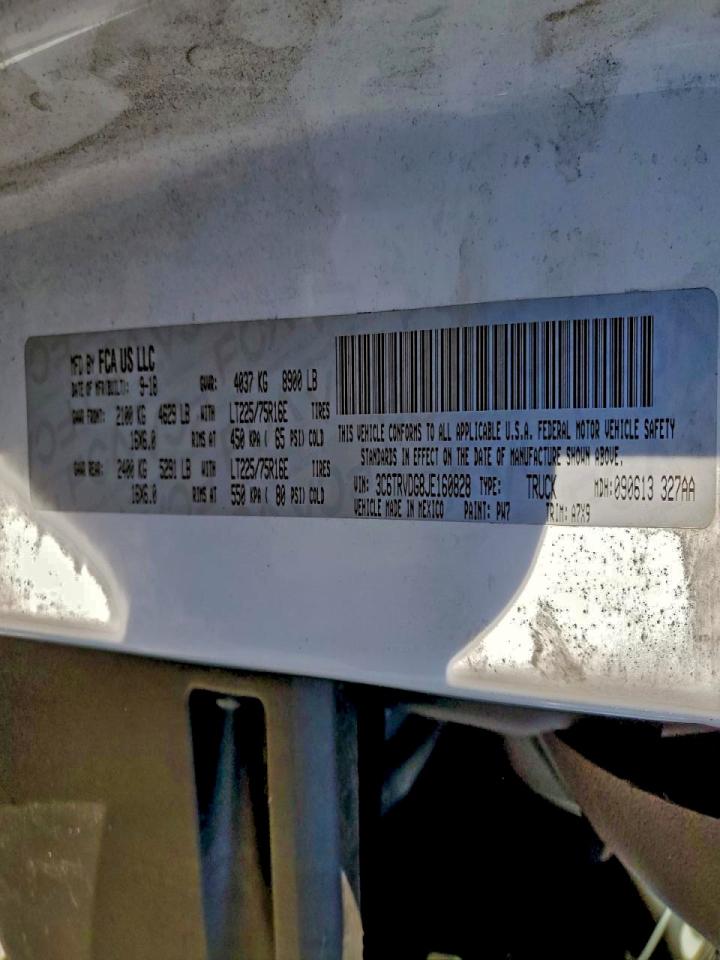 MFD BY FCA US LLC
DATE OF MFR(BUILT): 9-18 GVWR: 4037 KG 8900 LB
GAWR FRONT: 2100 KG 4629 LB WITH LT225/75R16E TIRES
16X6.0 RIMS AT 450 KPA ( 65 PSI) COLD
GAWR REAR: 2400 KG 5291 LB WITH LT225/75R16E TIRES
16X6.0 RIMS AT 550 KPA ( 80 PSI) COLD
THIS VEHICLE CONFORMS TO ALL APPLICABLE U.S.A. FEDERAL MOTOR VEHICLE SAFETY
STANDARDS IN EFFECT ON THE DATE OF MANUFACTURE SHOWN ABOVE.
VIN: 3C6TRVDG8JE160828 TYPE: TRUCK MDH:090613 327AA
VEHICLE MADE IN MEXICO PAINT: PW7 TRIM: A7X9